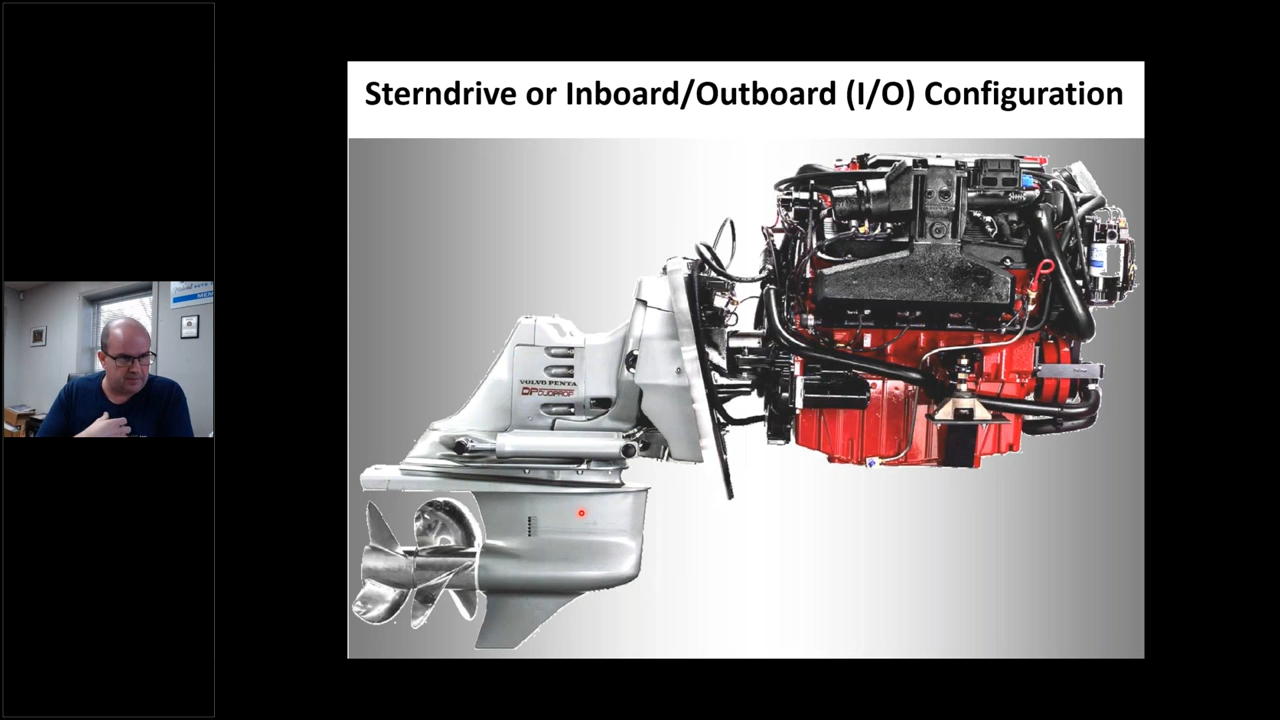 Sterndrive or Inboard/Outboard (I/O) Configuration
VOLVO PENTA
DP DUOPROP